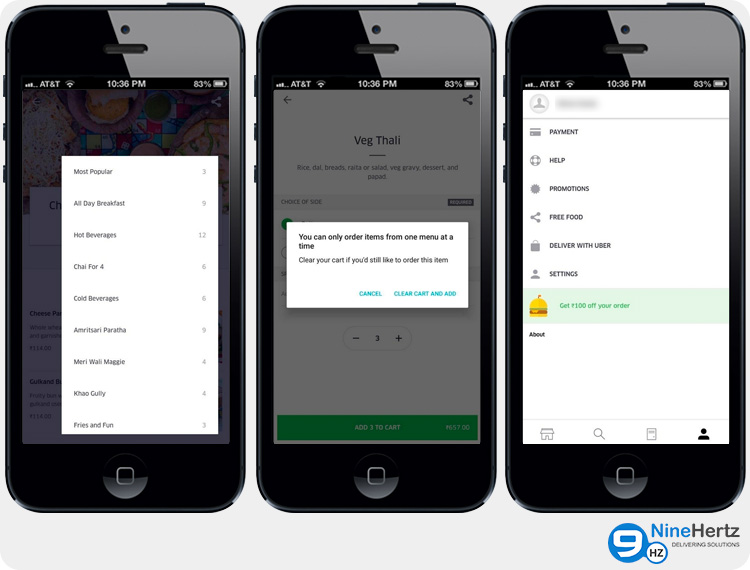 AT&T 10:36 PM 83%
Ch
Most Popular 3
All Day Breakfast 9
Hot Beverages 12
Chai For 4 6
Cold Beverages 6
Amritsari Paratha 9
Meri Wali Maggie 4
Khao Gully 4
Fries and Fun 3
Cheese Par
Whole
and garnis
₹114.00
Gulkand Ba
₹114.00
AT&T 10:36 PM 83%
Veg Thali
Rice, dal, breads, raita or salad, veg gravy, dessert, and
papad.
CHOICE OF SIDE REQUIRED
You can only order items from one menu at a
time
Clear your cart if you'd still like to order this item
CANCEL CLEAR CART AND ADD
3
ADD 3 TO CART ₹657.00
AT&T 10:36 PM 83%
PAYMENT
HELP
PROMOTIONS
FREE FOOD
DELIVER WITH UBER
SETTINGS
Get ₹100 off your order
About
9 HZ
NineHertz
DELIVERING SOLUTIONS